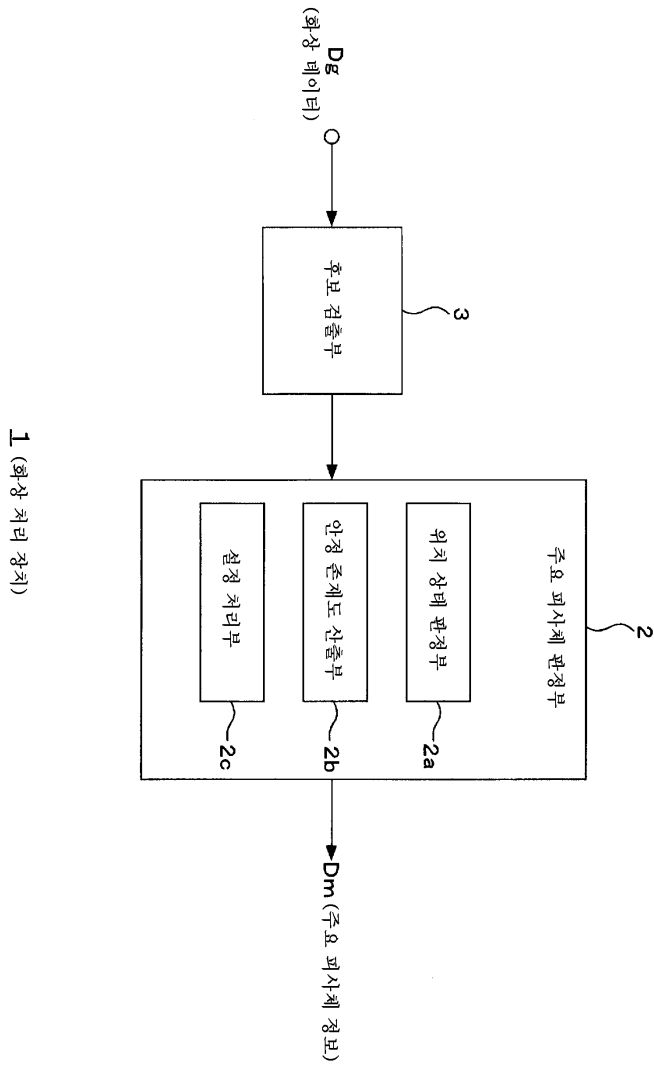 Dg
(화상 데이터)
후보 검출부
3
주요 피사체 판정부
2
위치 상태 판정부
2a
안정 존재도 산출부
2b
설정 처리부
2c
Dm (주요 피사체 정보)
1 (화상 처리 장치)